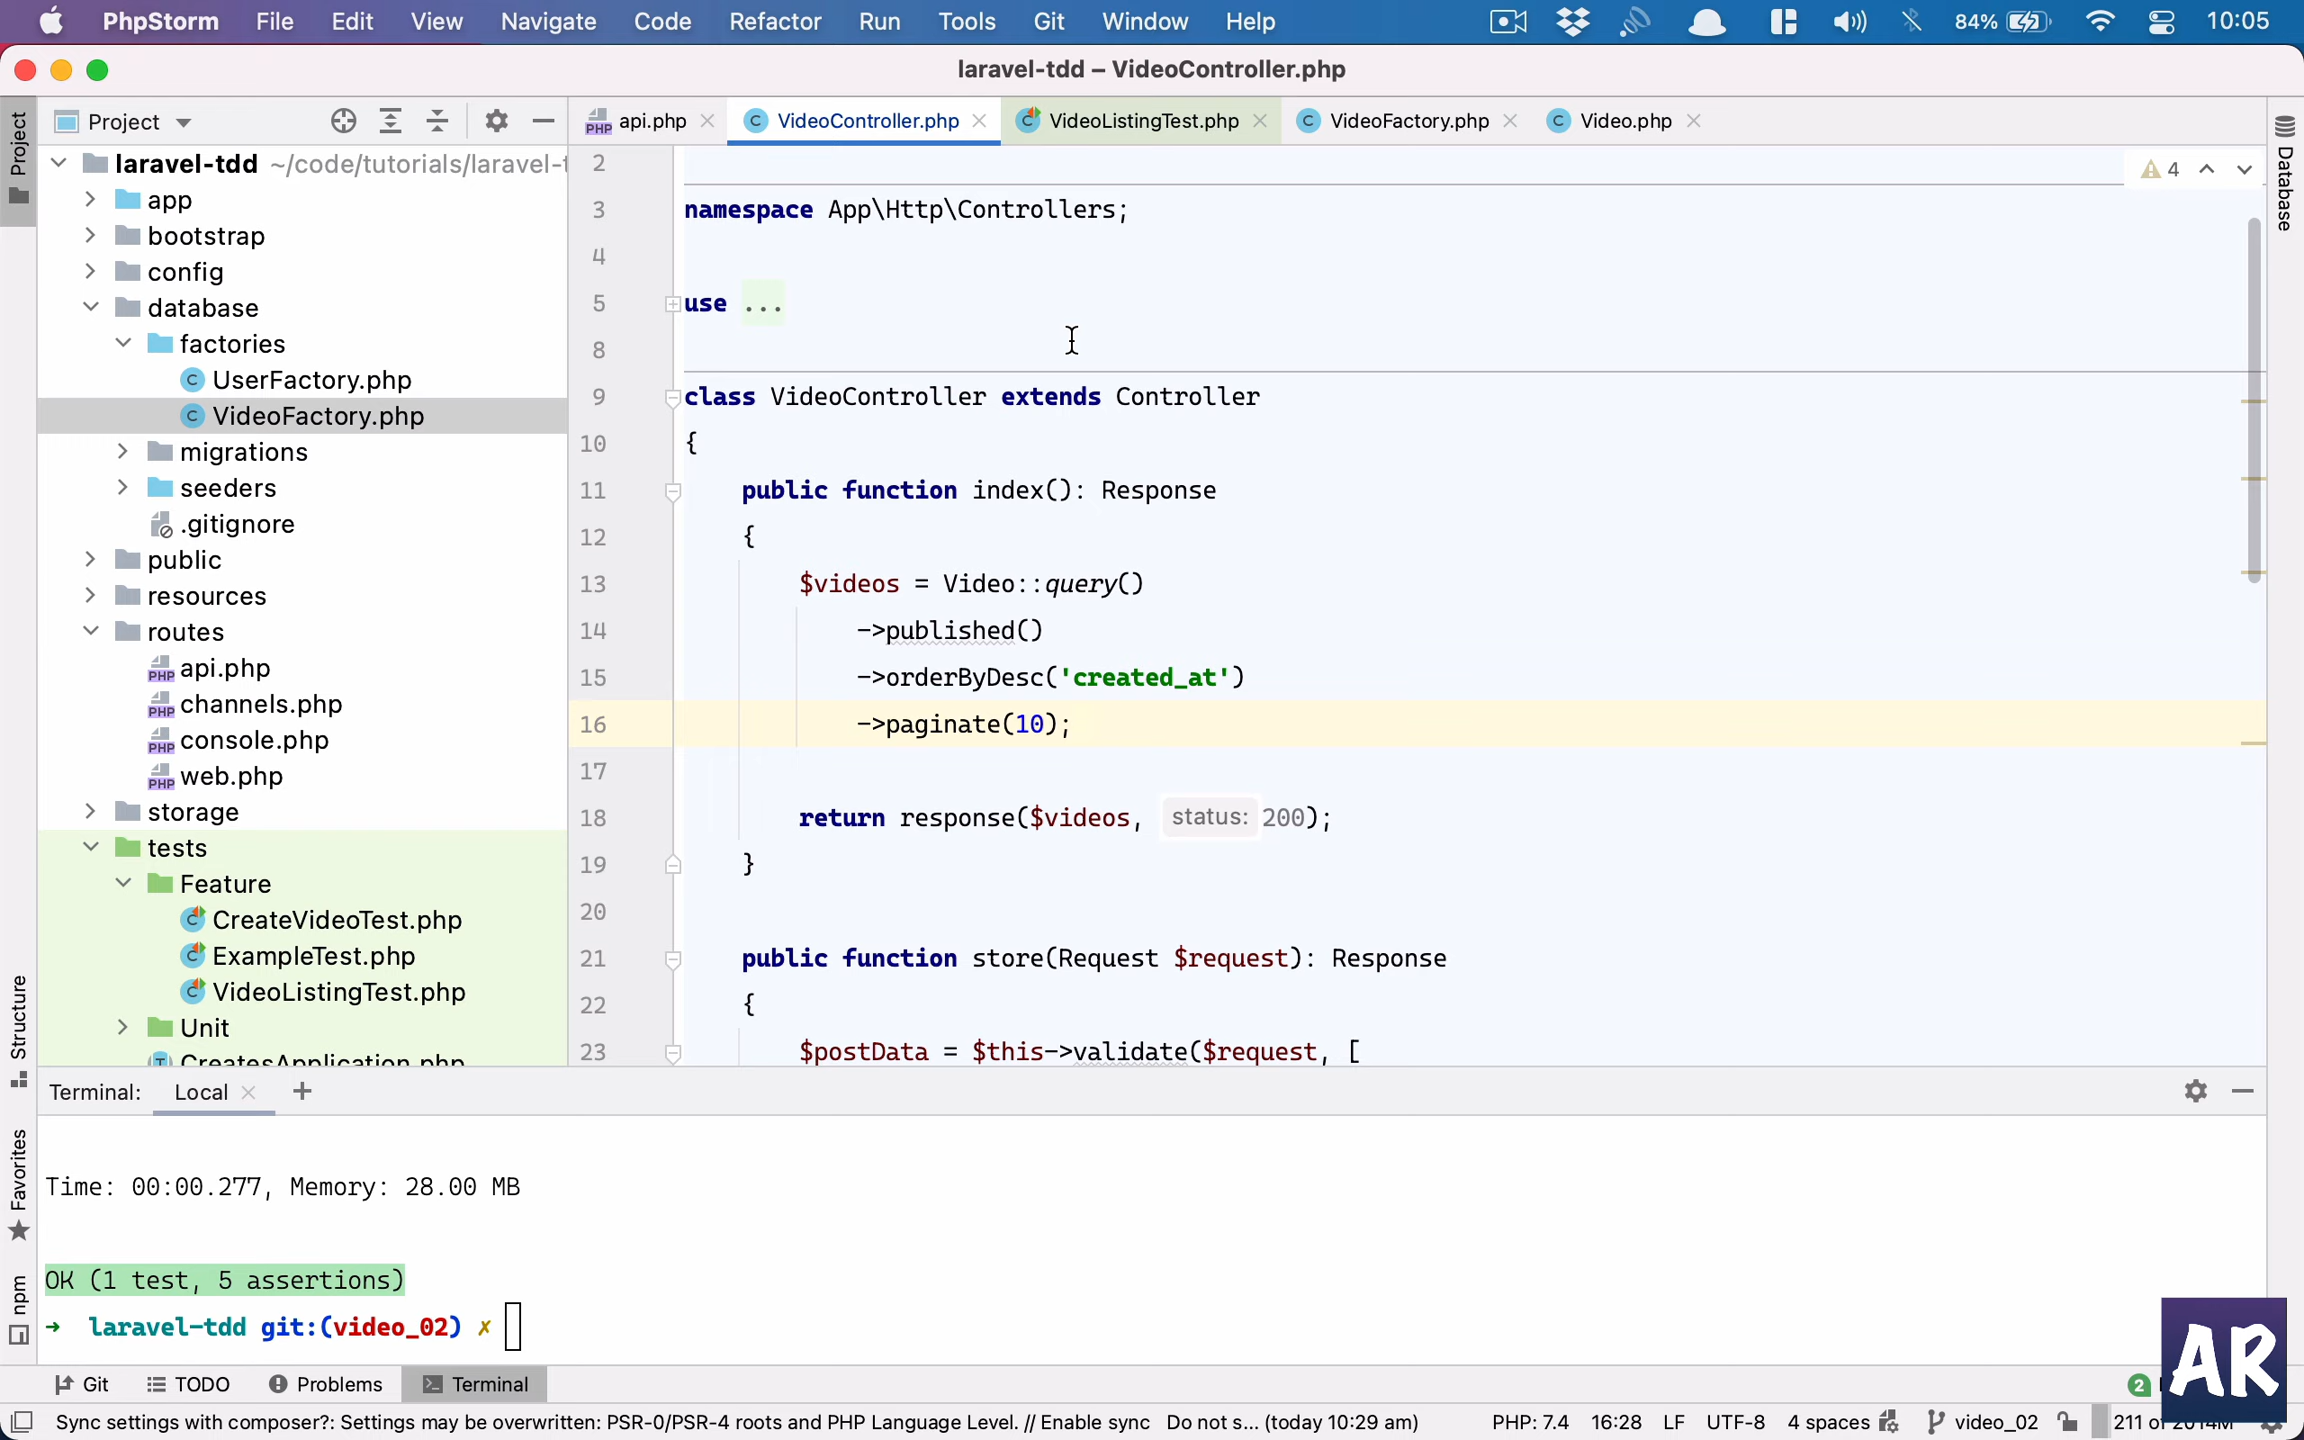 PhpStorm File Edit View Navigate Code Refactor Run Tools Git Window Help 84% 10:05
laravel-tdd – VideoController.php
Project
Project
api.php VideoController.php VideoListingTest.php VideoFactory.php Video.php
Database
laravel-tdd ~/code/tutorials/laravel-t
app
bootstrap
config
database
factories
UserFactory.php
VideoFactory.php
migrations
seeders
.gitignore
public
resources
routes
api.php
channels.php
console.php
web.php
storage
tests
Feature
CreateVideoTest.php
ExampleTest.php
VideoListingTest.php
Unit
CreatesApplication.php
4
2
3 namespace App\Http\Controllers;
4
5 use ...
8
9 class VideoController extends Controller
10 {
11 public function index(): Response
12 {
13 $videos = Video::query()
14 ->published()
15 ->orderByDesc('created_at')
16 ->paginate(10);
17
18 return response($videos, status: 200);
19 }
20
21 public function store(Request $request): Response
22 {
23 $postData = $this->validate($request, [
Structure
Favorites
npm
Terminal: Local
Time: 00:00.277, Memory: 28.00 MB
OK (1 test, 5 assertions)
→ laravel-tdd git:(video_02) ✗
Git TODO Problems Terminal 2
AR
Sync settings with composer?: Settings may be overwritten: PSR-0/PSR-4 roots and PHP Language Level. // Enable sync Do not s... (today 10:29 am) PHP: 7.4 16:28 LF UTF-8 4 spaces video_02 211 of 2014M